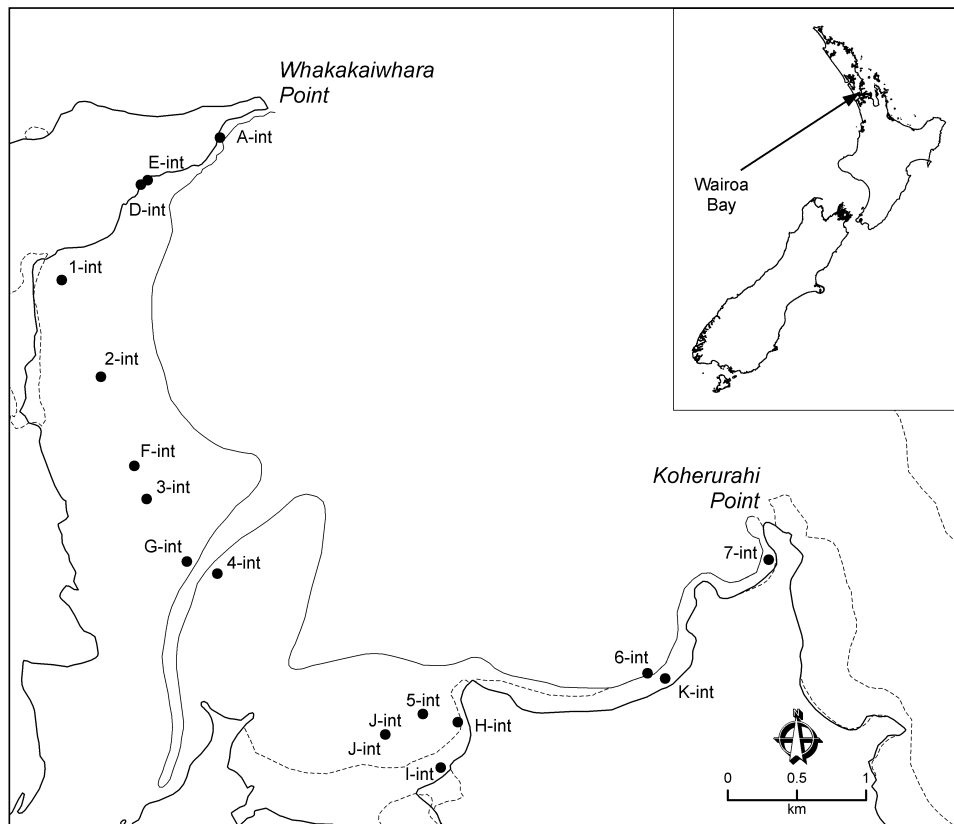 Whakakaiwhara
Point
A-int
E-int
D-int
Wairoa
Bay
1-int
2-int
F-int
3-int
Koherurahi
Point
G-int
4-int
7-int
6-int
K-int
5-int
J-int
H-int
J-int
I-int
N
0 0.5 1
km